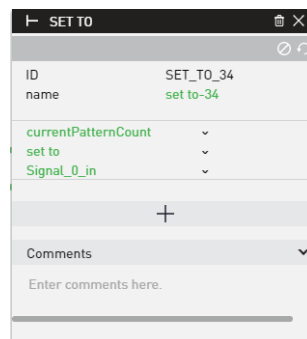 SET TO
ID SET_TO_34
name set to-34
currentPatternCount
set to
Signal_0_in
Comments
Enter comments here.